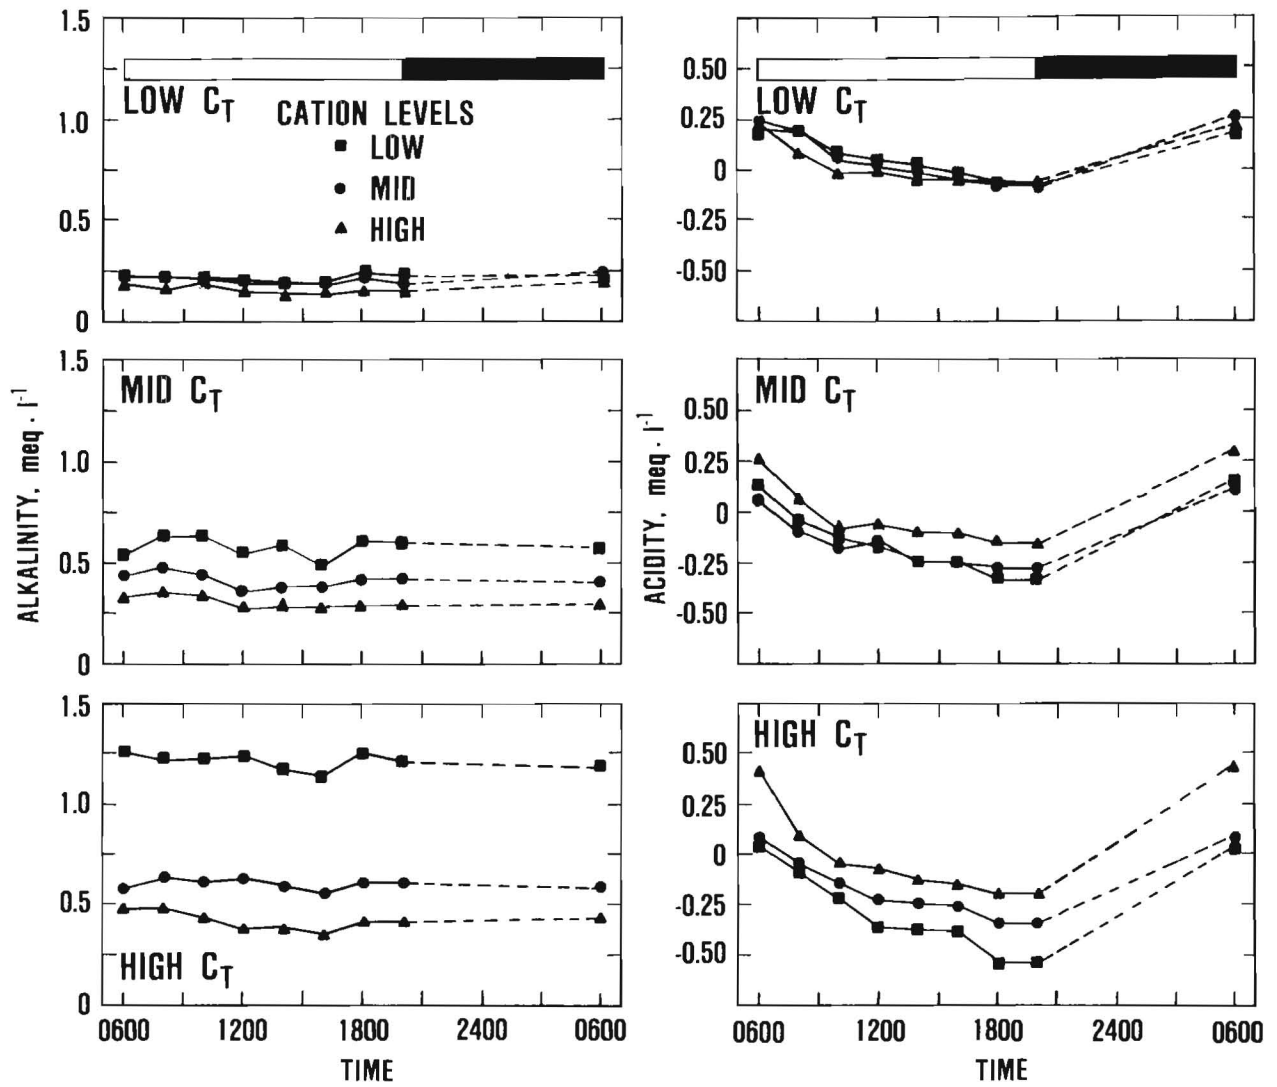 1.5
1.0
0.5
0
LOW CT
CATION LEVELS
LOW
MID
HIGH
0.50
0.25
0
-0.25
-0.50
LOW CT
ALKALINITY, meq · l-1
1.5
1.0
0.5
0
MID CT
ACIDITY, meq · l-1
0.50
0.25
0
-0.25
-0.50
MID CT
1.5
1.0
0.5
0
HIGH CT
0600 1200 1800 2400 0600
TIME
0.50
0.25
0
-0.25
-0.50
HIGH CT
0600 1200 1800 2400 0600
TIME